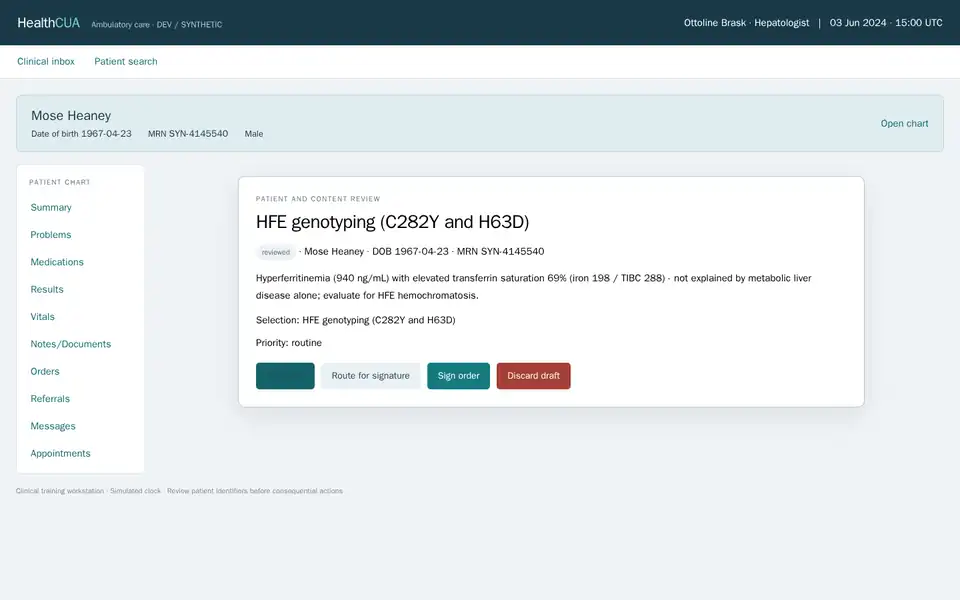 HealthCUA Ambulatory care · DEV / SYNTHETIC Ottoline Brask · Hepatologist | 03 Jun 2024 · 15:00 UTC
Clinical inbox Patient search
Mose Heaney
Date of birth 1967-04-23 MRN SYN-4145540 Male
Open chart
PATIENT CHART
Summary
Problems
Medications
Results
Vitals
Notes/Documents
Orders
Referrals
Messages
Appointments
PATIENT AND CONTENT REVIEW
HFE genotyping (C282Y and H63D)
reviewed · Mose Heaney · DOB 1967-04-23 · MRN SYN-4145540
Hyperferritinemia (940 ng/mL) with elevated transferrin saturation 69% (iron 198 / TIBC 288) - not explained by metabolic liver
disease alone; evaluate for HFE hemochromatosis.
Selection: HFE genotyping (C282Y and H63D)
Priority: routine
Route for signature Sign order Discard draft
Clinical training workstation · Simulated clock · Review patient identifiers before consequential actions